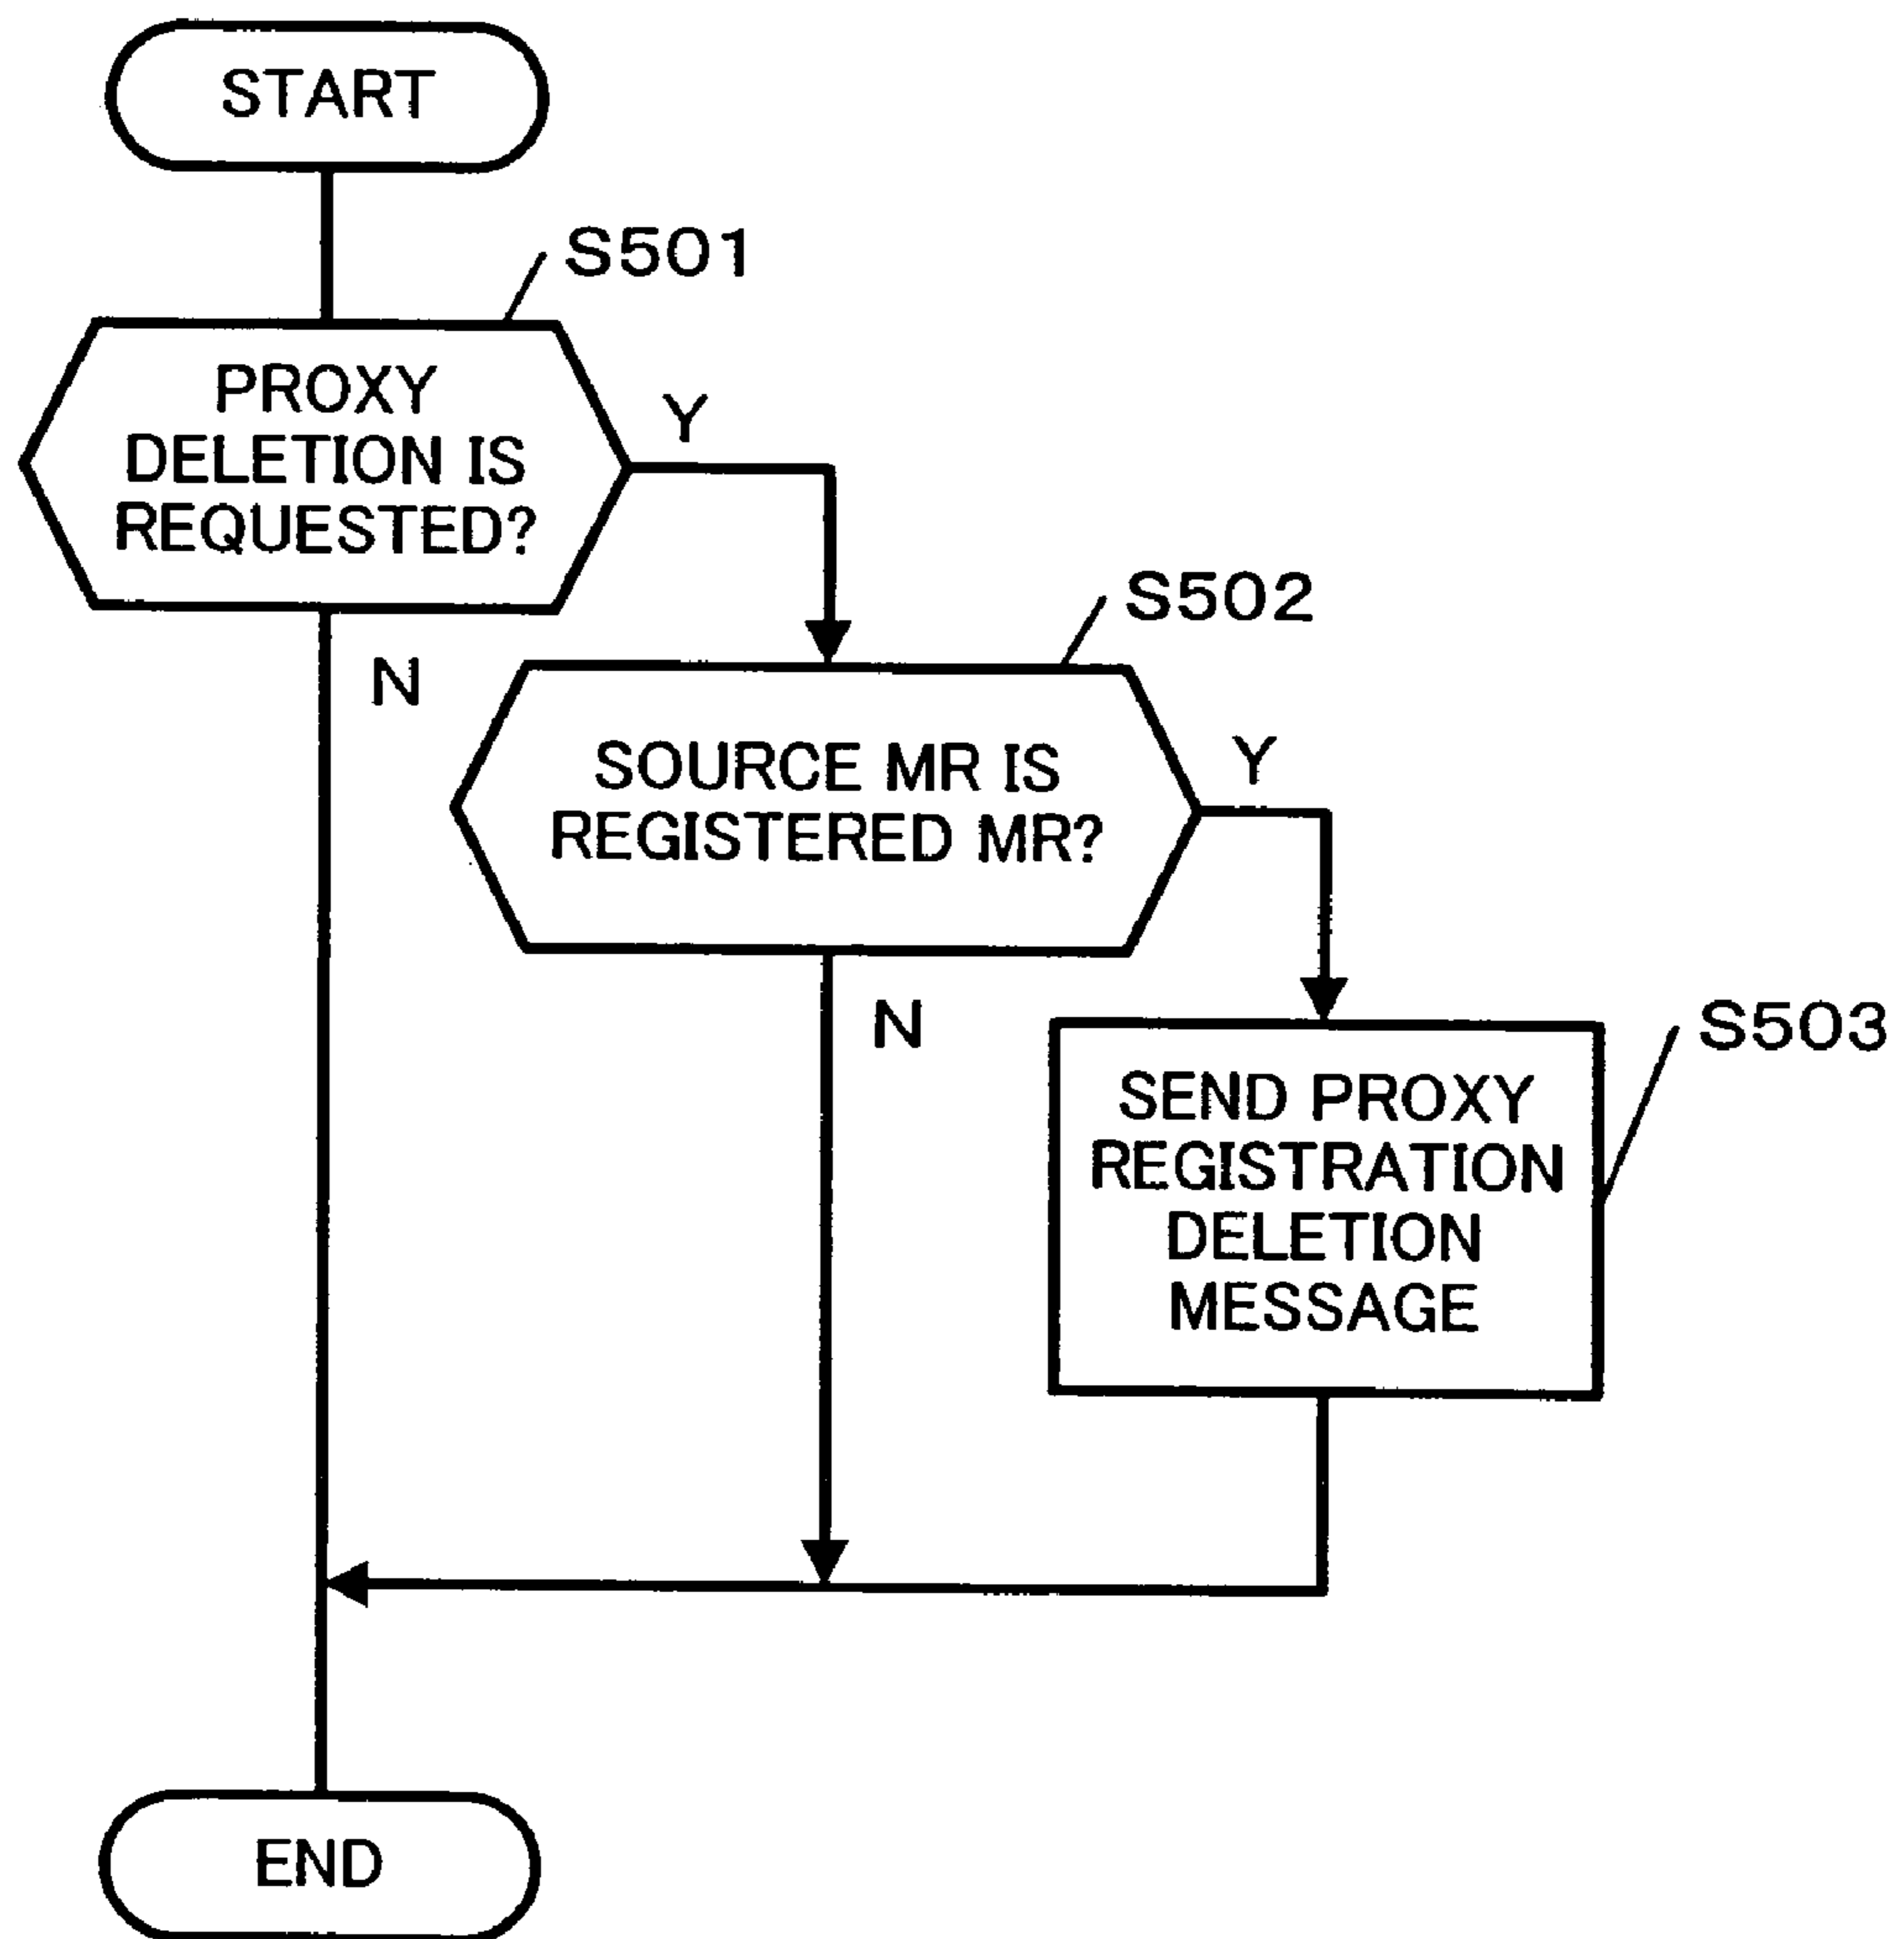 START
S501
PROXY
DELETION IS
REQUESTED?
Y
N
S502
SOURCE MR IS
REGISTERED MR?
Y
N
S503
SEND PROXY
REGISTRATION
DELETION
MESSAGE
END